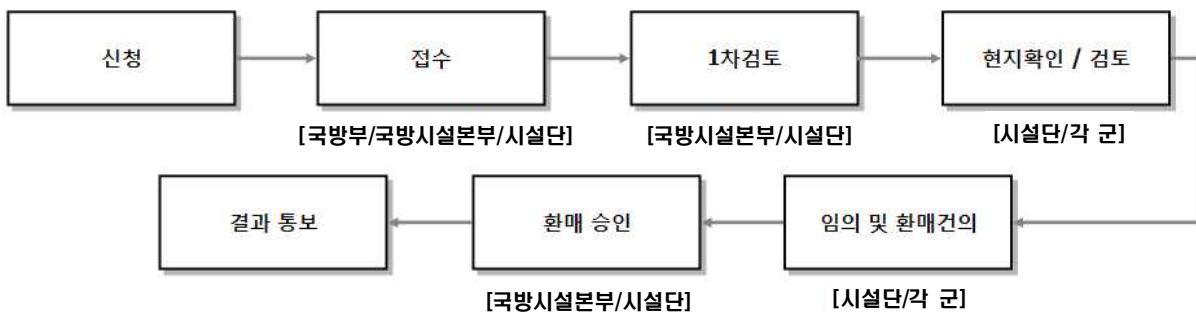 신청
접수
1차검토
현지확인 / 검토
[국방부/국방시설본부/시설단]
[국방시설본부/시설단]
[시설단/각 군]
결과 통보
환매 승인
임의 및 환매건의
[국방시설본부/시설단]
[시설단/각 군]